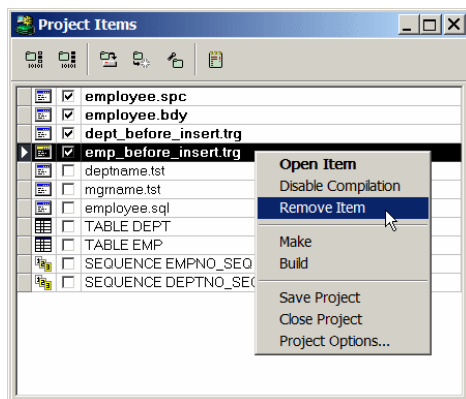 Project Items
employee.spc
employee.bdy
dept_before_insert.trg
emp_before_insert.trg
deptname.tst
mgrname.tst
employee.sql
TABLE DEPT
TABLE EMP
SEQUENCE EMPNO_SEQ
SEQUENCE DEPTNO_SEQ
Open Item
Disable Compilation
Remove Item
Make
Build
Save Project
Close Project
Project Options...